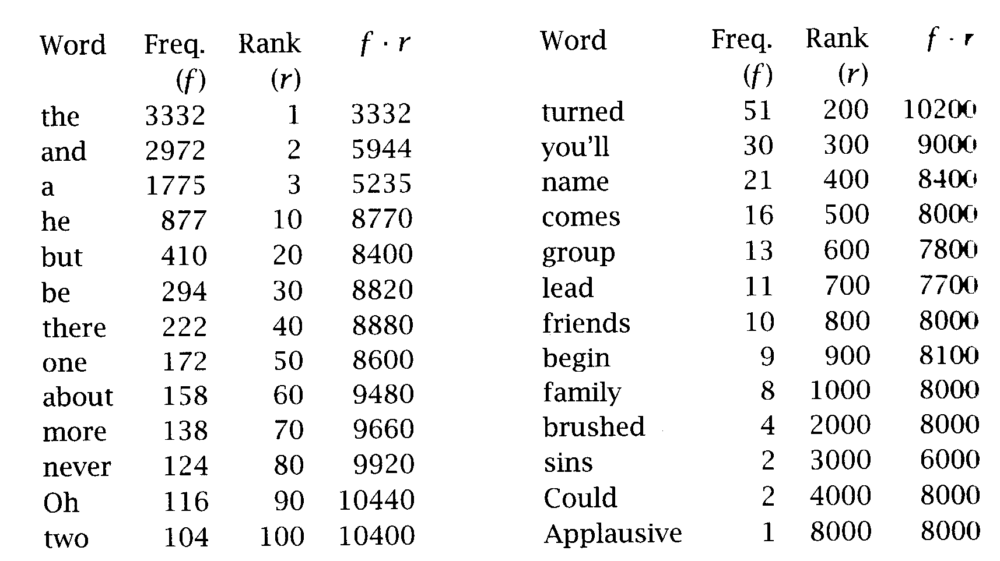 Word Freq. Rank f · r
(f) (r)
the 3332 1 3332
and 2972 2 5944
a 1775 3 5235
he 877 10 8770
but 410 20 8400
be 294 30 8820
there 222 40 8880
one 172 50 8600
about 158 60 9480
more 138 70 9660
never 124 80 9920
Oh 116 90 10440
two 104 100 10400
Word Freq. Rank f · r
(f) (r)
turned 51 200 10200
you'll 30 300 9000
name 21 400 8400
comes 16 500 8000
group 13 600 7800
lead 11 700 7700
friends 10 800 8000
begin 9 900 8100
family 8 1000 8000
brushed 4 2000 8000
sins 2 3000 6000
Could 2 4000 8000
Applausive 1 8000 8000